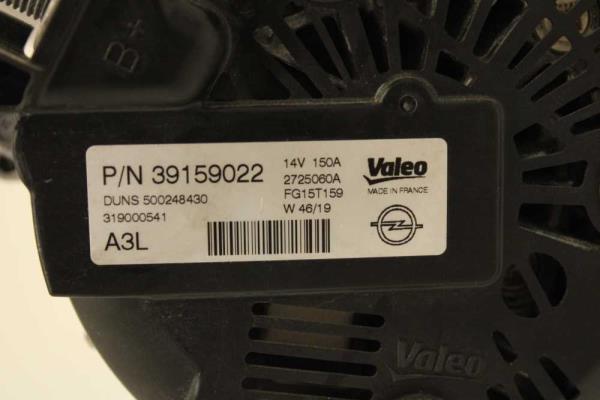 B+
P/N 39159022
DUNS 500248430
319000541
A3L
14V 150A
2725060A
FG15T159
W 46/19
Valeo
MADE IN FRANCE
Valeo